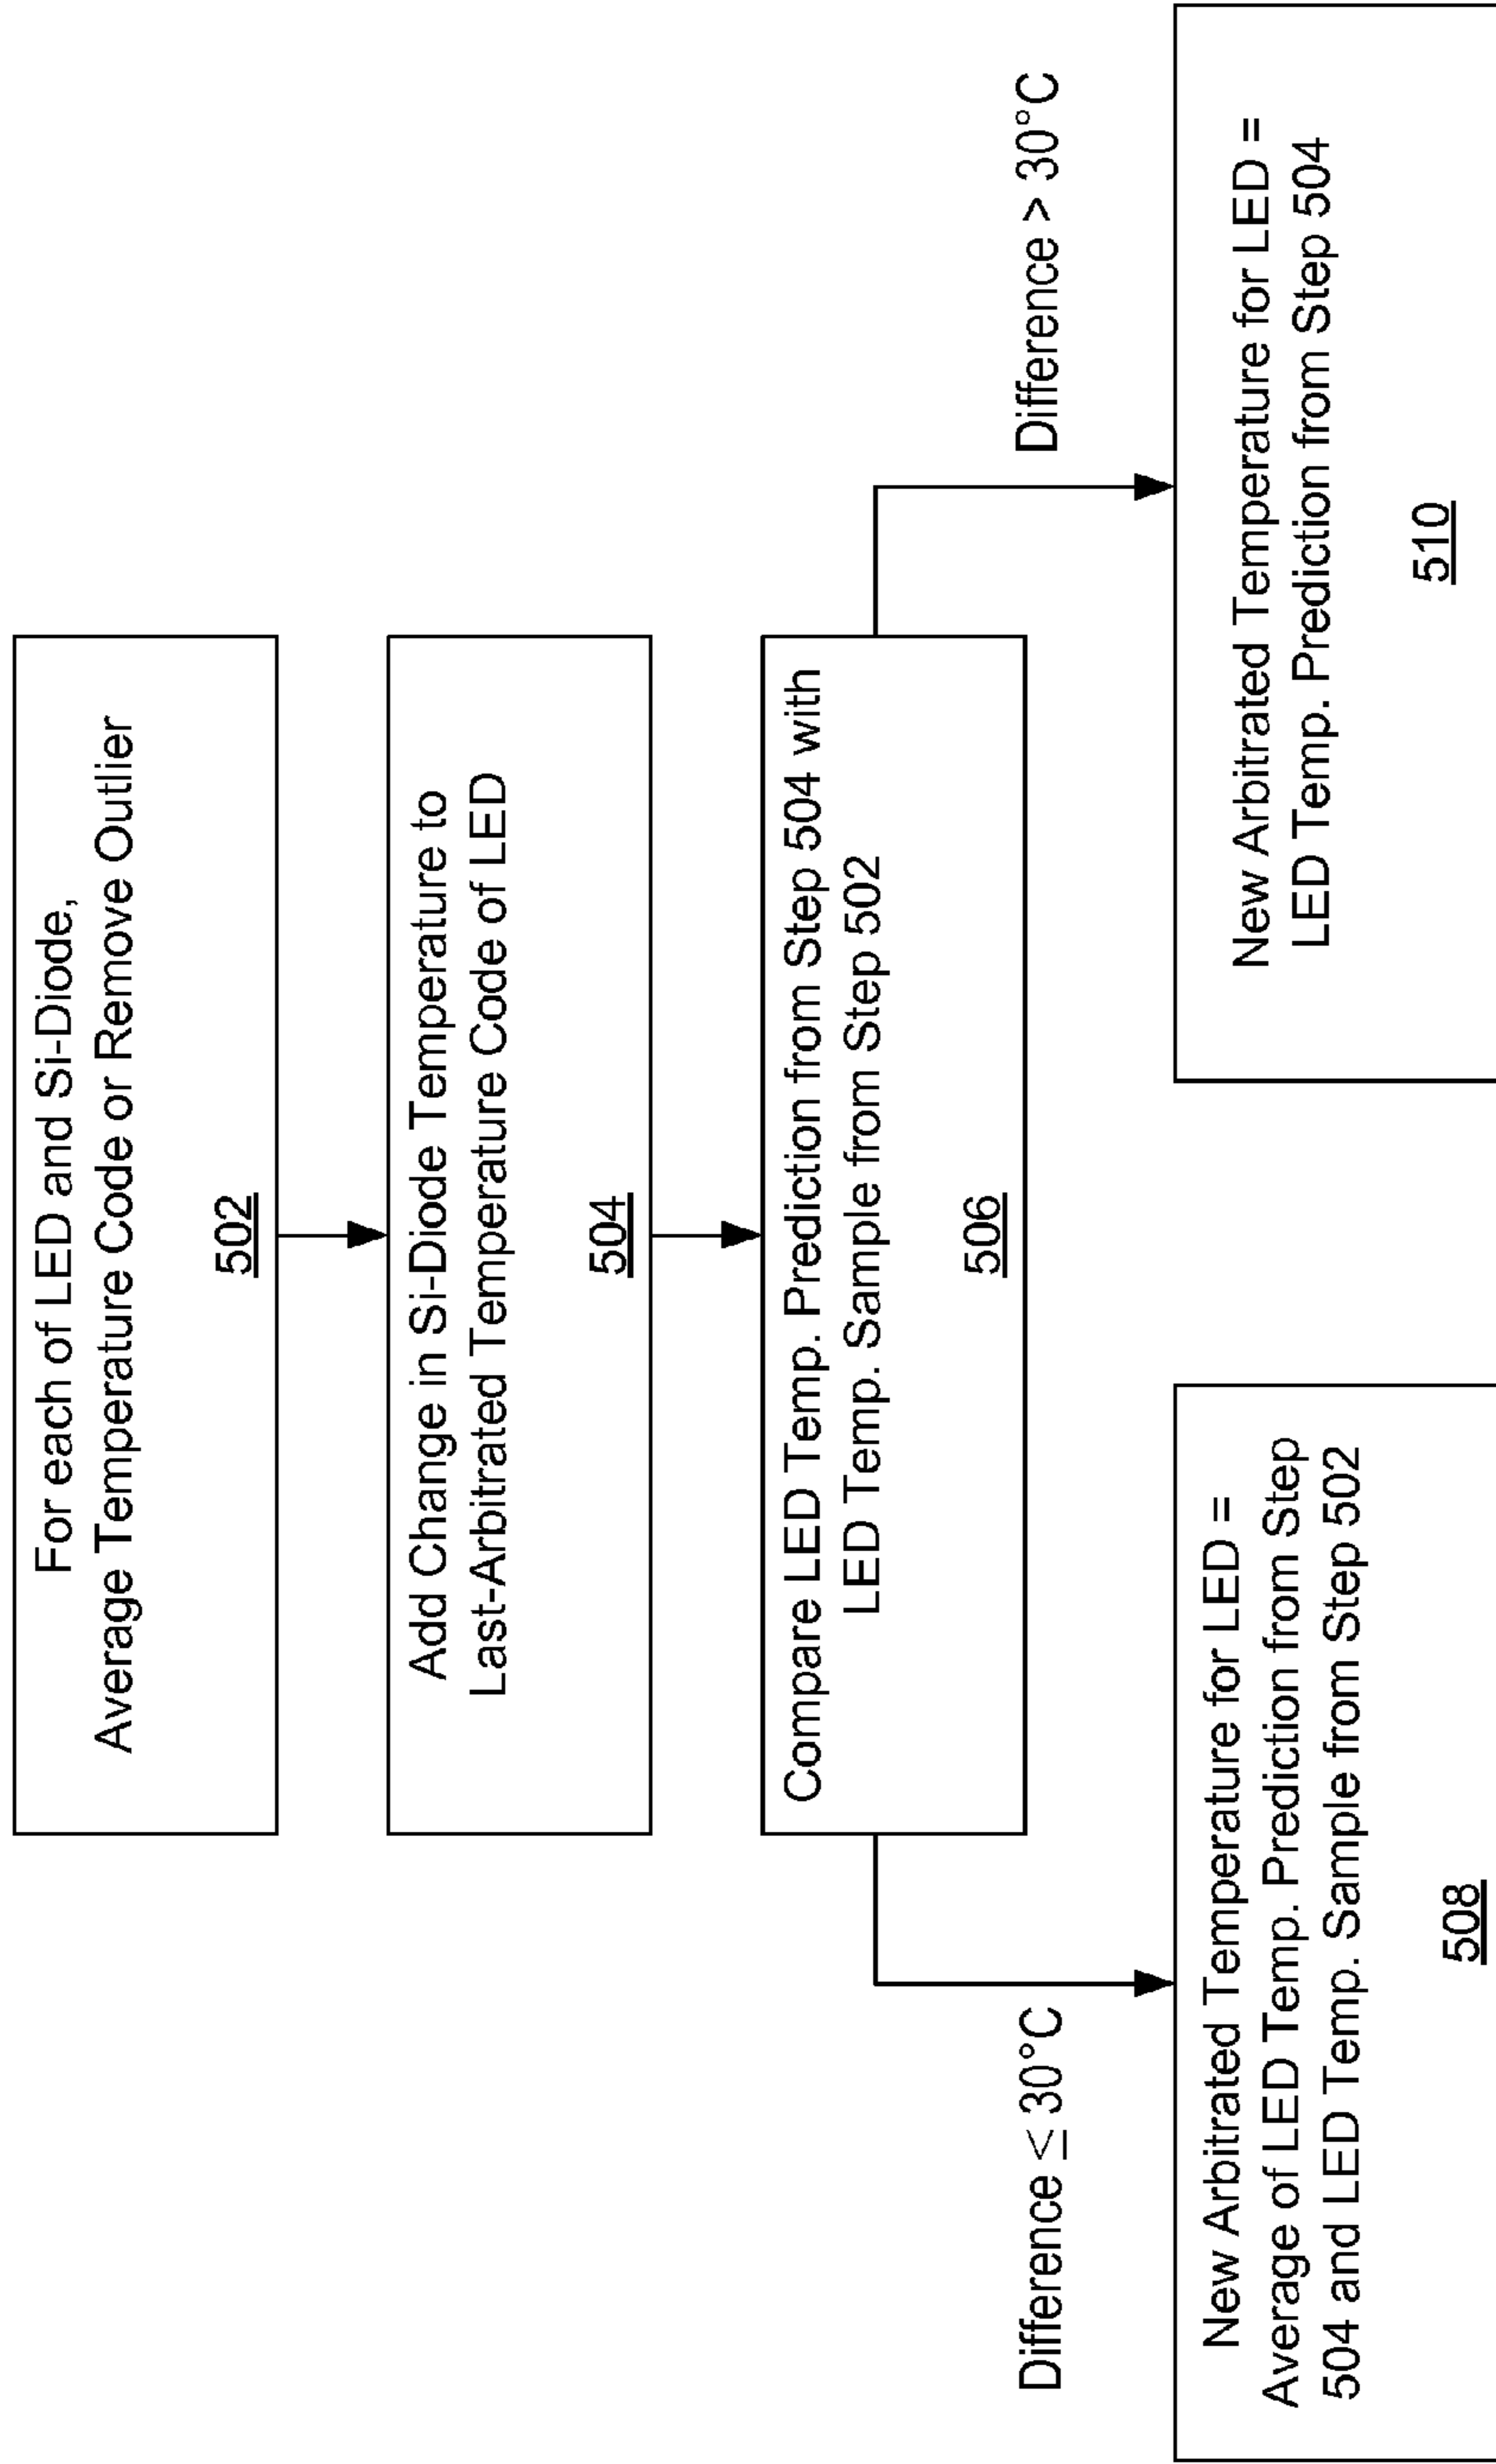 For each of LED and Si-Diode,
Average Temperature Code or Remove Outlier
502
Add Change in Si-Diode Temperature to
Last-Arbitrated Temperature Code of LED
504
Compare LED Temp. Prediction from Step 504 with
LED Temp. Sample from Step 502
506
Difference ≤ 30°C
Difference > 30°C
New Arbitrated Temperature for LED =
Average of LED Temp. Prediction from Step
504 and LED Temp. Sample from Step 502
508
New Arbitrated Temperature for LED =
LED Temp. Prediction from Step 504
510